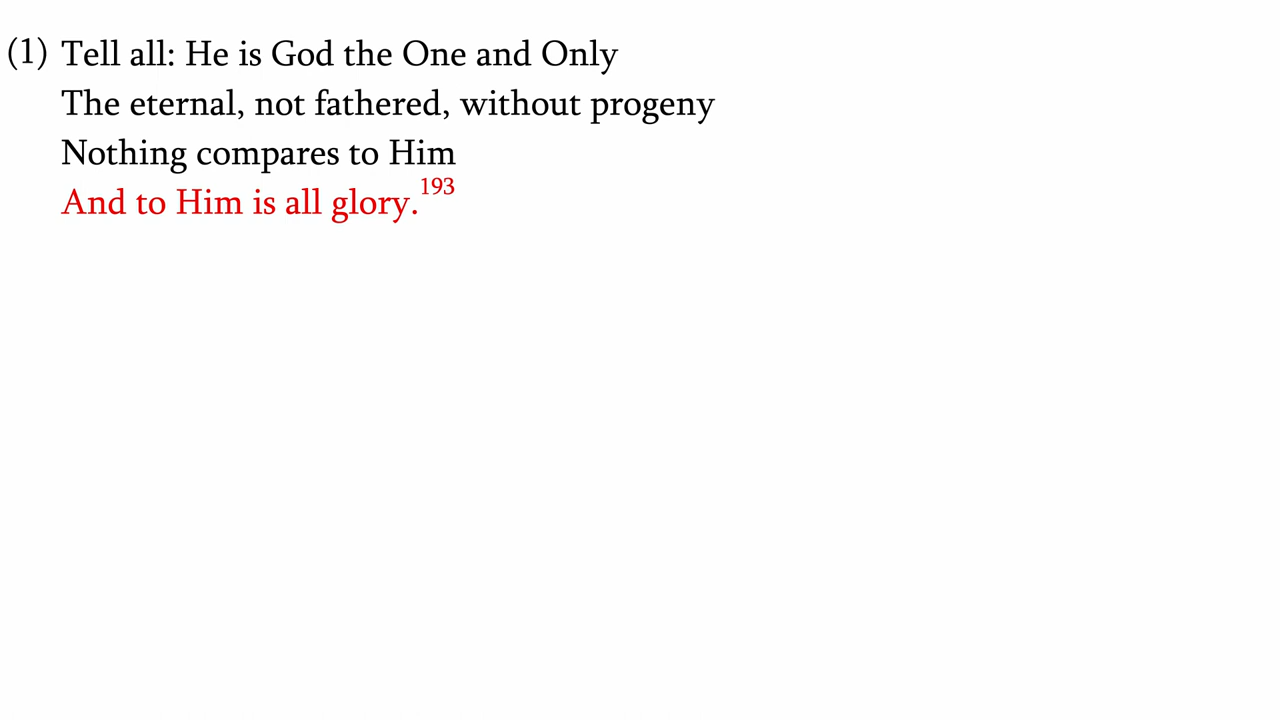 (1) Tell all: He is God the One and Only
The eternal, not fathered, without progeny
Nothing compares to Him
And to Him is all glory.193